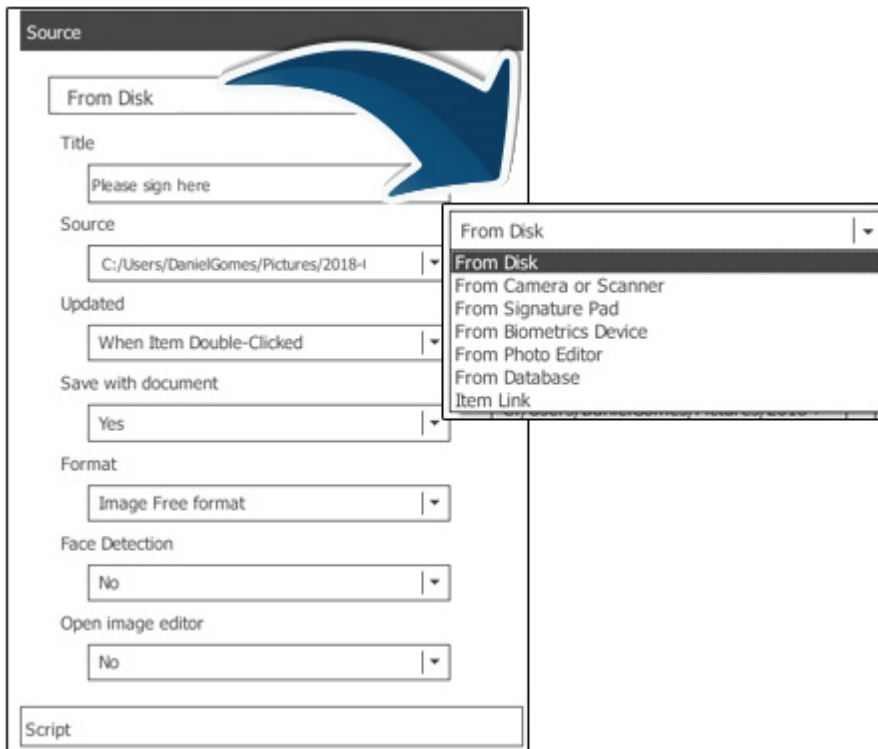 Source
From Disk
Title
Please sign here
Source
C:/Users/DanielGomes/Pictures/2018-
Updated
When Item Double-Clicked
Save with document
Yes
Format
Image Free format
Face Detection
No
Open image editor
No
Script
From Disk
From Disk
From Camera or Scanner
From Signature Pad
From Biometrics Device
From Photo Editor
From Database
Item Link